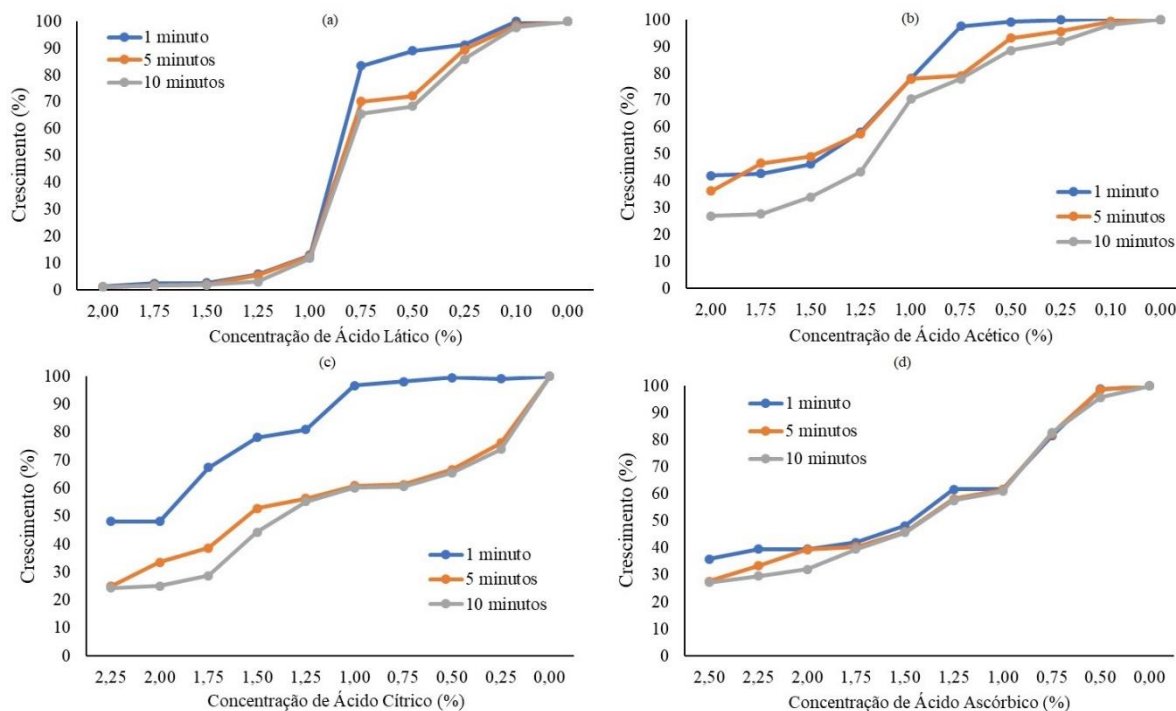 (a)
Crescimento (%)
100
90
80
70
60
50
40
30
20
10
0
1 minuto
5 minutos
10 minutos
2,00 1,75 1,50 1,25 1,00 0,75 0,50 0,25 0,10 0,00
Concentração de Ácido Lático (%)
(b)
Crescimento (%)
100
90
80
70
60
50
40
30
20
10
0
1 minuto
5 minutos
10 minutos
2,00 1,75 1,50 1,25 1,00 0,75 0,50 0,25 0,10 0,00
Concentração de Ácido Acético (%)
(c)
Crescimento (%)
100
90
80
70
60
50
40
30
20
10
0
1 minuto
5 minutos
10 minutos
2,25 2,00 1,75 1,50 1,25 1,00 0,75 0,50 0,25 0,00
Concentração de Ácido Cítrico (%)
(d)
Crescimento (%)
100
90
80
70
60
50
40
30
20
10
0
1 minuto
5 minutos
10 minutos
2,50 2,25 2,00 1,75 1,50 1,25 1,00 0,75 0,50 0,00
Concentração de Ácido Ascórbico (%)